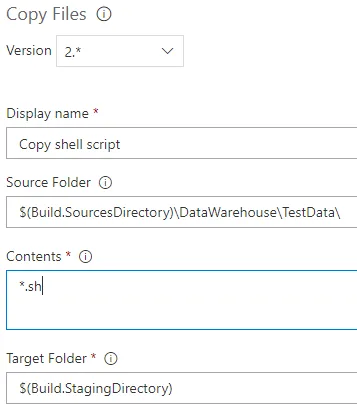 Copy Files
Version 2.*
Display name *
Copy shell script
Source Folder
$(Build.SourcesDirectory)\DataWarehouse\TestData\
Contents *
*.sh
Target Folder *
$(Build.StagingDirectory)